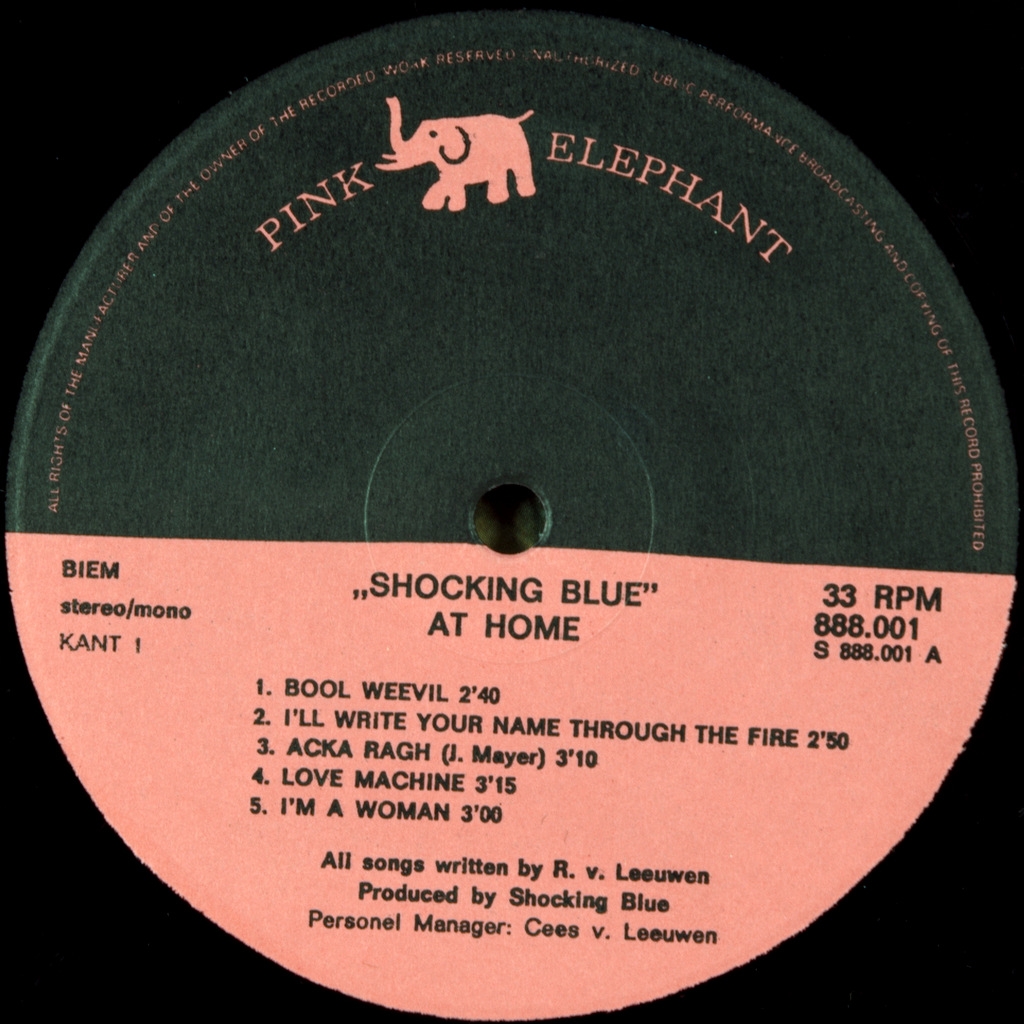 ALL RIGHTS OF THE MANUFACTURER AND OF THE OWNER OF THE RECORDED WORK RESERVED UNAUTHORIZED PUBLIC PERFORMANCE BROADCASTING AND COPYING OF THIS RECORD PROHIBITED
PINK ELEPHANT
BIEM
stereo/mono
KANT 1
„SHOCKING BLUE”
AT HOME
33 RPM
888.001
S 888.001 A
1. BOOL WEEVIL 2'40
2. I'LL WRITE YOUR NAME THROUGH THE FIRE 2'50
3. ACKA RAGH (J. Mayer) 3'10
4. LOVE MACHINE 3'15
5. I'M A WOMAN 3'00
All songs written by R. v. Leeuwen
Produced by Shocking Blue
Personel Manager: Cees v. Leeuwen